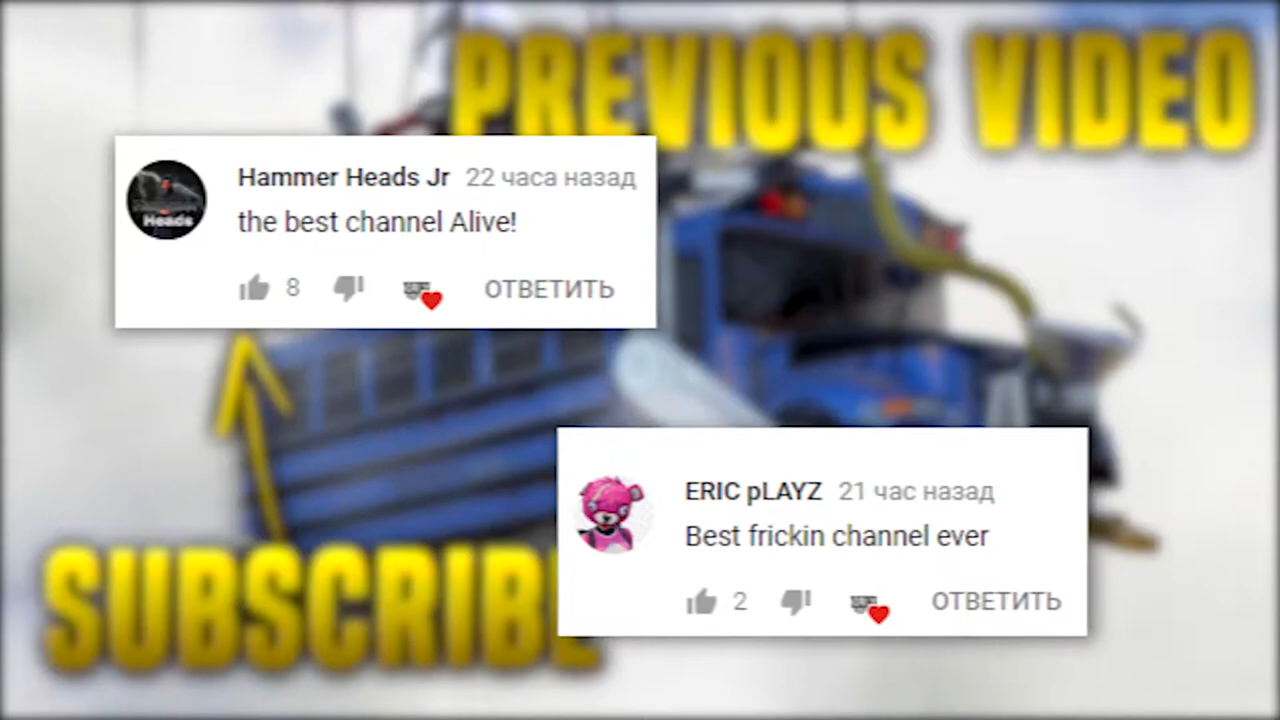 PREVIOUS VIDEO
Hammer Heads Jr 22 часа назад
the best channel Alive!
8 ОТВЕТИТЬ
Heads
ERIC pLAYZ 21 час назад
Best frickin channel ever
2 ОТВЕТИТЬ
SUBSCRIBE